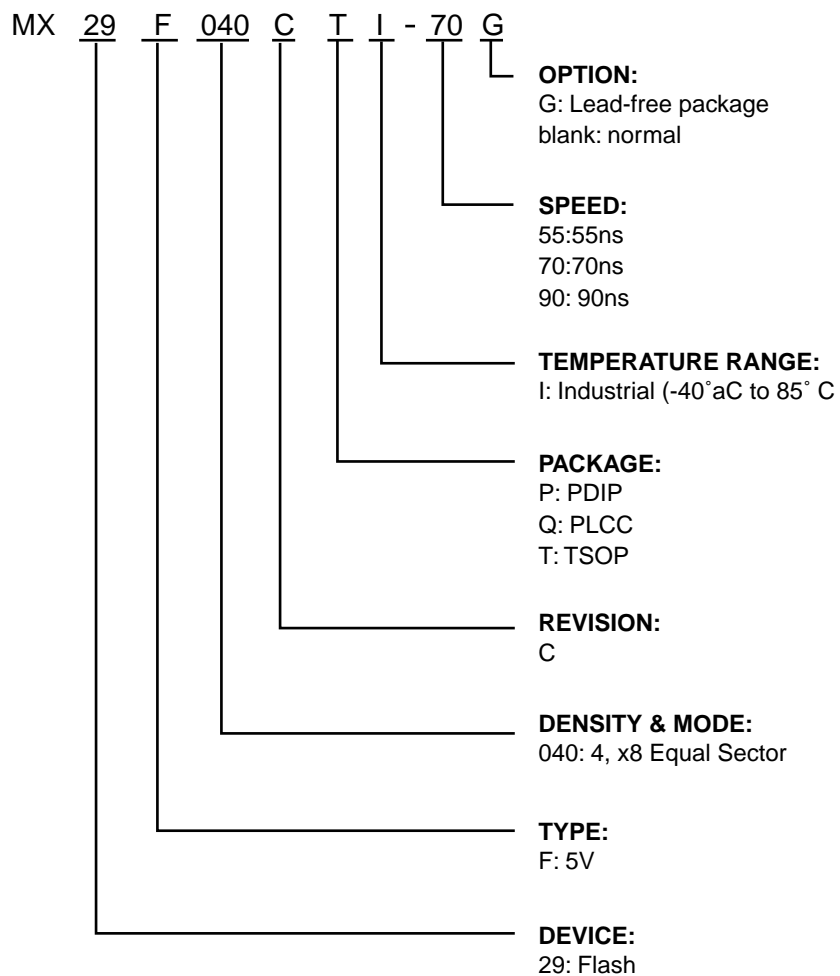 MX 29 F 040 C T I - 70 G
OPTION:
G: Lead-free package
blank: normal
SPEED:
55:55ns
70:70ns
90: 90ns
TEMPERATURE RANGE:
I: Industrial (-40˚aC to 85˚ C
PACKAGE:
P: PDIP
Q: PLCC
T: TSOP
REVISION:
C
DENSITY & MODE:
040: 4, x8 Equal Sector
TYPE:
F: 5V
DEVICE:
29: Flash